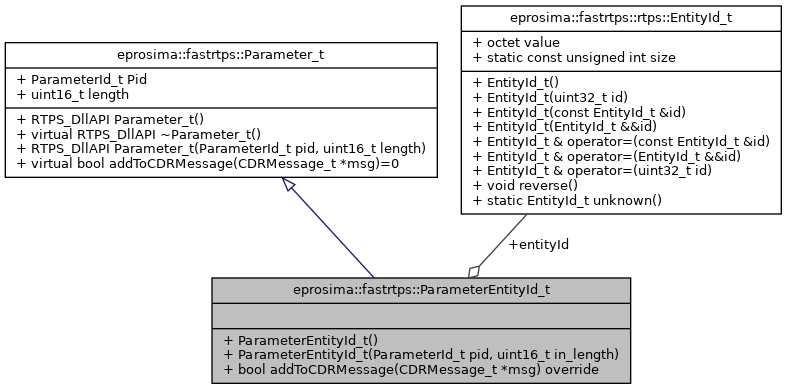 eprosima::fastrtps::Parameter_t
+ ParameterId_t Pid
+ uint16_t length
+ RTPS_DllAPI Parameter_t()
+ virtual RTPS_DllAPI ~Parameter_t()
+ RTPS_DllAPI Parameter_t(ParameterId_t pid, uint16_t length)
+ virtual bool addToCDRMessage(CDRMessage_t *msg)=0
eprosima::fastrtps::rtps::EntityId_t
+ octet value
+ static const unsigned int size
+ EntityId_t()
+ EntityId_t(uint32_t id)
+ EntityId_t(const EntityId_t &id)
+ EntityId_t(EntityId_t &&id)
+ EntityId_t & operator=(const EntityId_t &id)
+ EntityId_t & operator=(EntityId_t &&id)
+ EntityId_t & operator=(uint32_t id)
+ void reverse()
+ static EntityId_t unknown()
+entityId
eprosima::fastrtps::ParameterEntityId_t
+ ParameterEntityId_t()
+ ParameterEntityId_t(ParameterId_t pid, uint16_t in_length)
+ bool addToCDRMessage(CDRMessage_t *msg) override